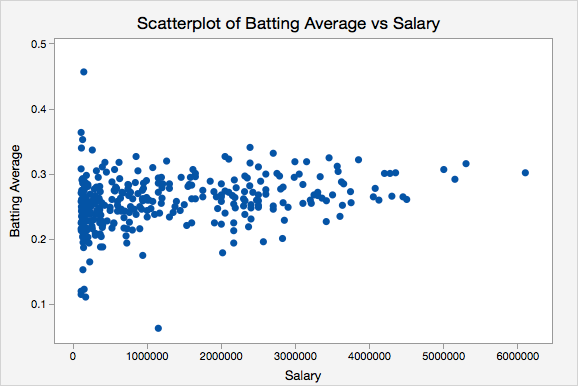 Scatterplot of Batting Average vs Salary
0.5
0.4
0.3
0.2
0.1
Batting Average
0 1000000 2000000 3000000 4000000 5000000 6000000
Salary